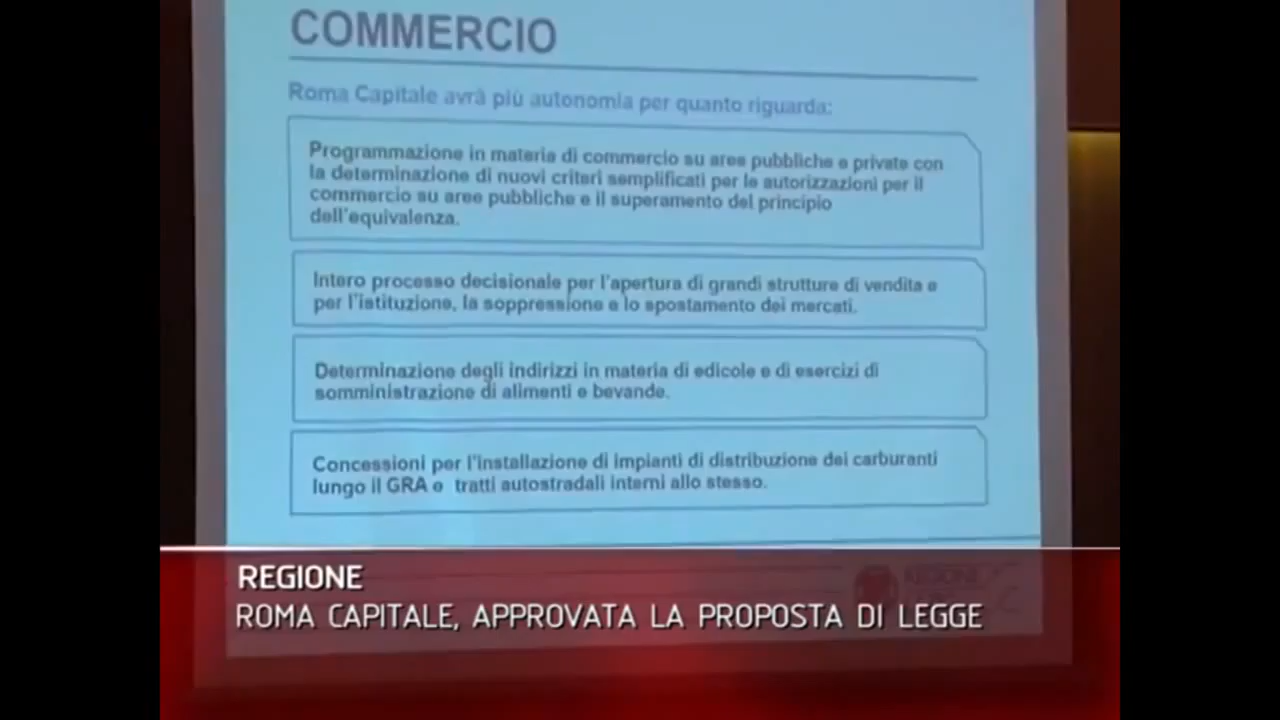 COMMERCIO
Roma Capitale avrà più autonomia per quanto riguarda:
Programmazione in materia di commercio su aree pubbliche e private con
la determinazione di nuovi criteri semplificati per le autorizzazioni per il
commercio su aree pubbliche e il superamento del principio
dell'equivalenza.
Intero processo decisionale per l'apertura di grandi strutture di vendita e
per l'istituzione, la soppressione e lo spostamento dei mercati.
Determinazione degli indirizzi in materia di edicole e di esercizi di
somministrazione di alimenti e bevande.
Concessioni per l'installazione di impianti di distribuzione dei carburanti
lungo il GRA e tratti autostradali interni allo stesso.
REGIONE
REGIONE
ROMA CAPITALE, APPROVATA LA PROPOSTA DI LEGGE